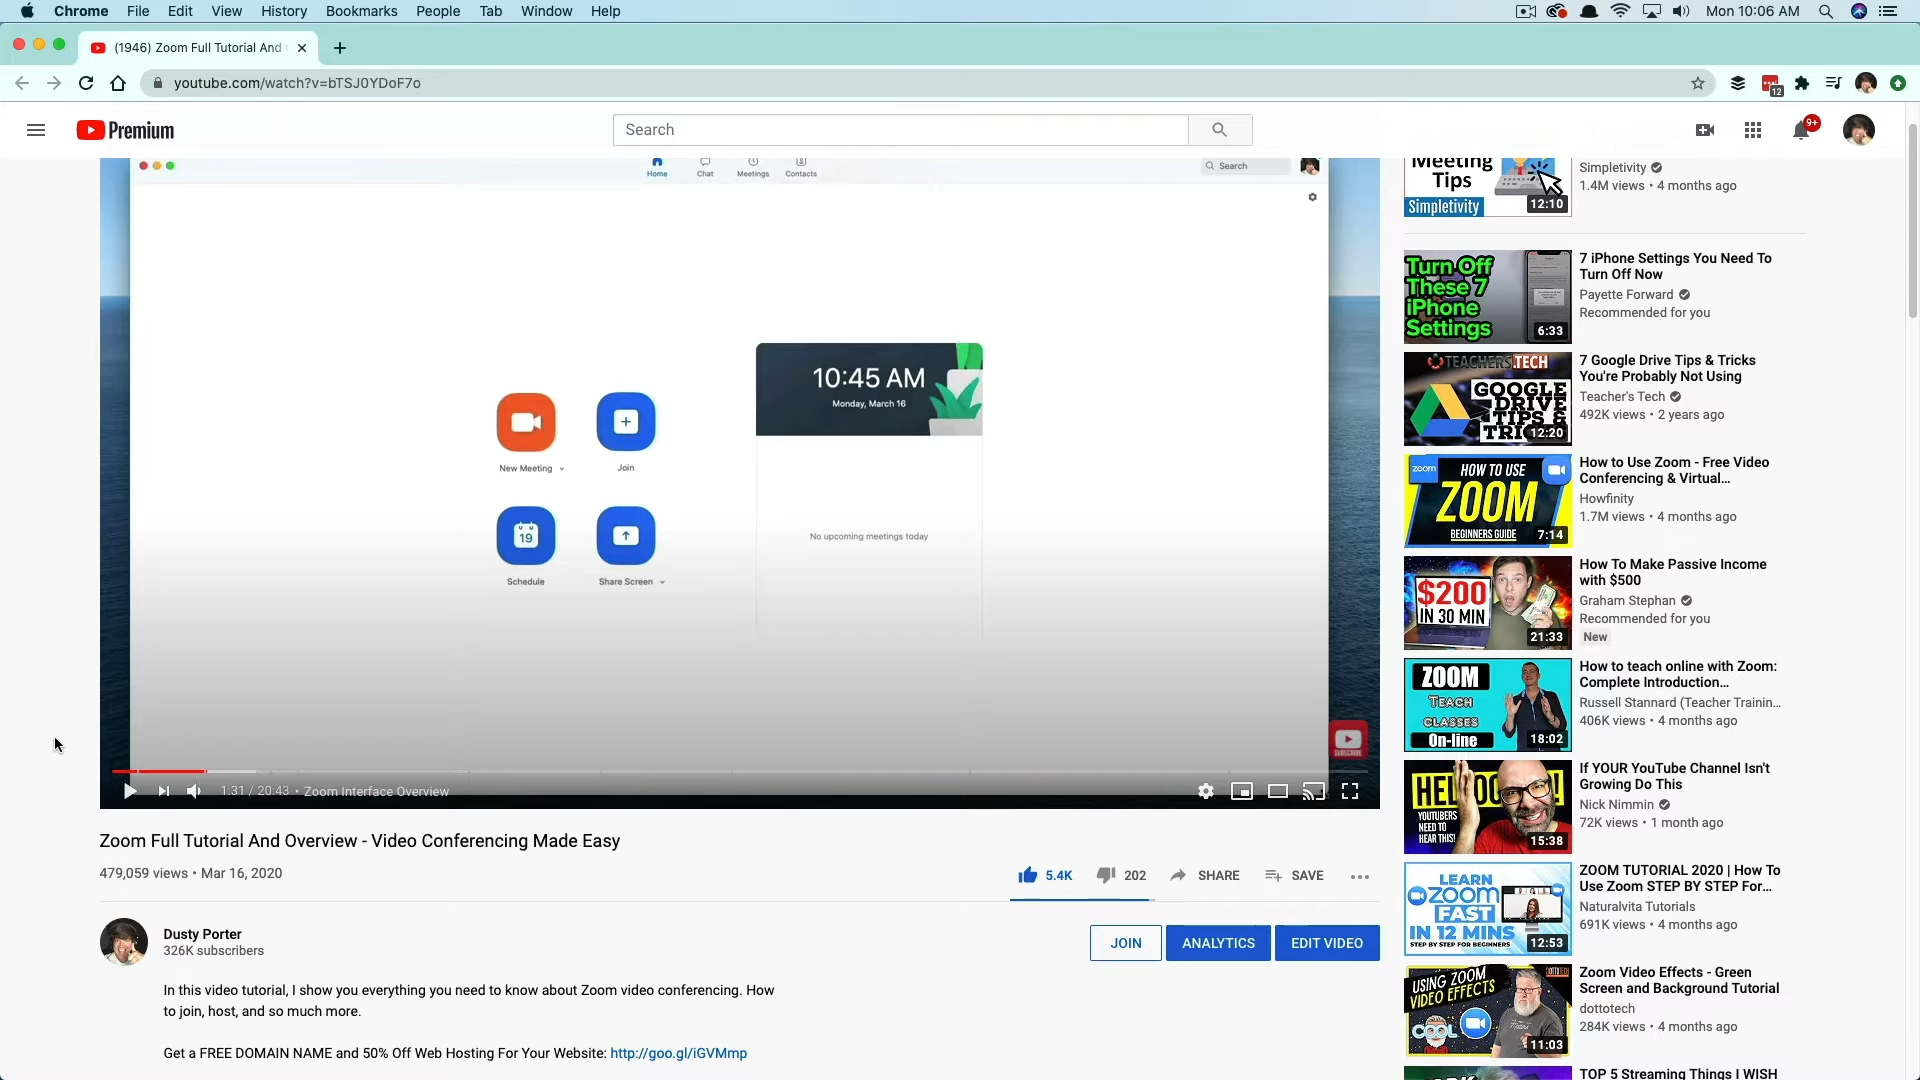 Chrome File Edit View History Bookmarks People Tab Window Help
Mon 10:06 AM
(1946) Zoom Full Tutorial And
youtube.com/watch?v=bTSJ0YDoF7o
12
Premium
Search
9+
Home
Chat
Meetings
Contacts
Search
10:45 AM
Monday, March 16
New Meeting
Join
19
Schedule
Share Screen
No upcoming meetings today
SUBSCRIBE
1:31 / 20:43 • Zoom Interface Overview
Zoom Full Tutorial And Overview - Video Conferencing Made Easy
479,059 views • Mar 16, 2020
5.4K
202
SHARE
SAVE
Dusty Porter
326K subscribers
JOIN
ANALYTICS
EDIT VIDEO
In this video tutorial, I show you everything you need to know about Zoom video conferencing. How
to join, host, and so much more.
Get a FREE DOMAIN NAME and 50% Off Web Hosting For Your Website: http://goo.gl/iGVMmp
Meeting
Tips
Simpletivity
12:10
Simpletivity
1.4M views • 4 months ago
Turn Off
These 7
iPhone
Settings
6:33
7 iPhone Settings You Need To
Turn Off Now
Payette Forward
Recommended for you
TEACHERS.TECH
GOOGLE
DRIVE
TIPS &
12:20
7 Google Drive Tips & Tricks
You're Probably Not Using
Teacher's Tech
492K views • 2 years ago
zoom
HOW TO USE
ZOOM
BEGINNERS GUIDE
7:14
How to Use Zoom - Free Video
Conferencing & Virtual...
Howfinity
1.7M views • 4 months ago
$200
IN 30 MIN
21:33
How To Make Passive Income
with $500
Graham Stephan
Recommended for you
New
ZOOM
TEACH
CLASSES
On-line
18:02
How to teach online with Zoom:
Complete Introduction...
Russell Stannard (Teacher Trainin...
406K views • 4 months ago
YOUTUBERS
NEED TO
HEAR THIS!
15:38
If YOUR YouTube Channel Isn't
Growing Do This
Nick Nimmin
72K views • 1 month ago
LEARN
zoom
FAST
IN 12 MINS
STEP BY STEP FOR BEGINNERS
12:53
ZOOM TUTORIAL 2020 | How To
Use Zoom STEP BY STEP For...
Naturalvita Tutorials
691K views • 4 months ago
USING ZOOM
VIDEO EFFECTS
COOL
11:03
Zoom Video Effects - Green
Screen and Background Tutorial
dottotech
284K views • 4 months ago
TOP 5 Streaming Things I WISH